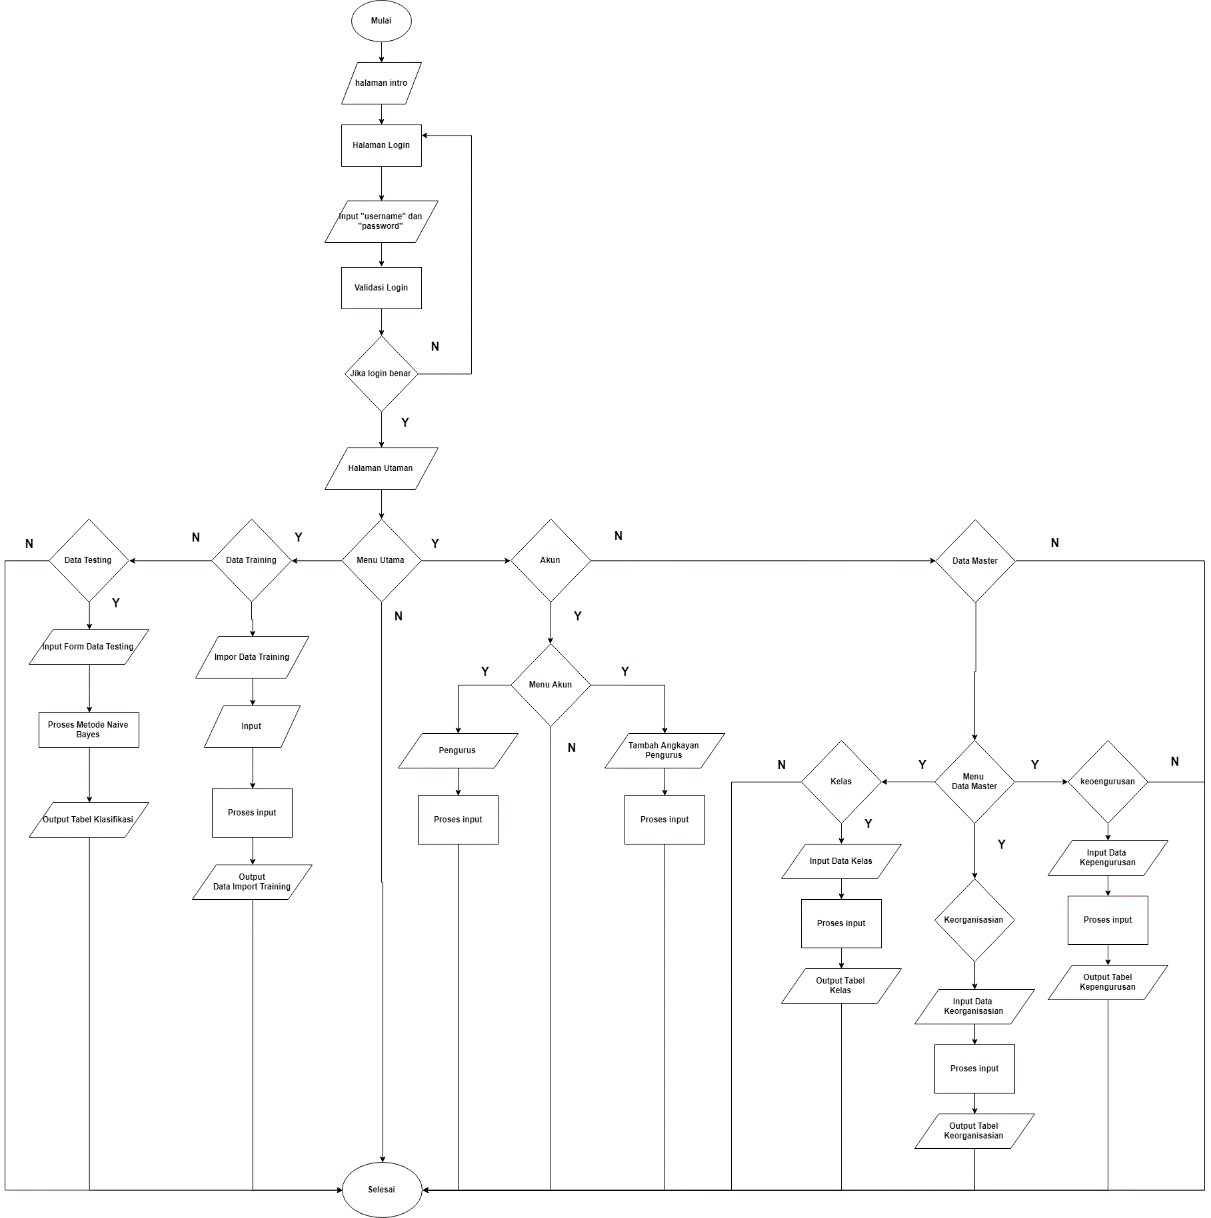 Mulai
halaman intro
Halaman Login
Input "username" dan
"password"
Validasi Login
N
Jika login benar
Y
Halaman Utaman
N
Data Testing
N
Data Training
Y
Menu Utama
Y
Akun
N
Data Master
N
Y
N
Y
Input Form Data Testing
Impor Data Training
Y
Menu Akun
Y
Proses Metode Naive
Bayes
Input
Pengurus
N
Tambah Angkayan
Pengurus
N
Kelas
Y
Menu
Data Master
Y
keoengurusan
N
Output Tabel Klasifikasi
Proses input
Proses input
Proses input
Y
Y
Input Data Kelas
Input Data
Kepengurusan
Output
Data Import Training
Proses input
Keorganisasian
Proses input
Output Tabel
Kelas
Input Data
Keorganisasian
Output Tabel
Kepengurusan
Proses input
Output Tabel
Keorganisasian
Selesai